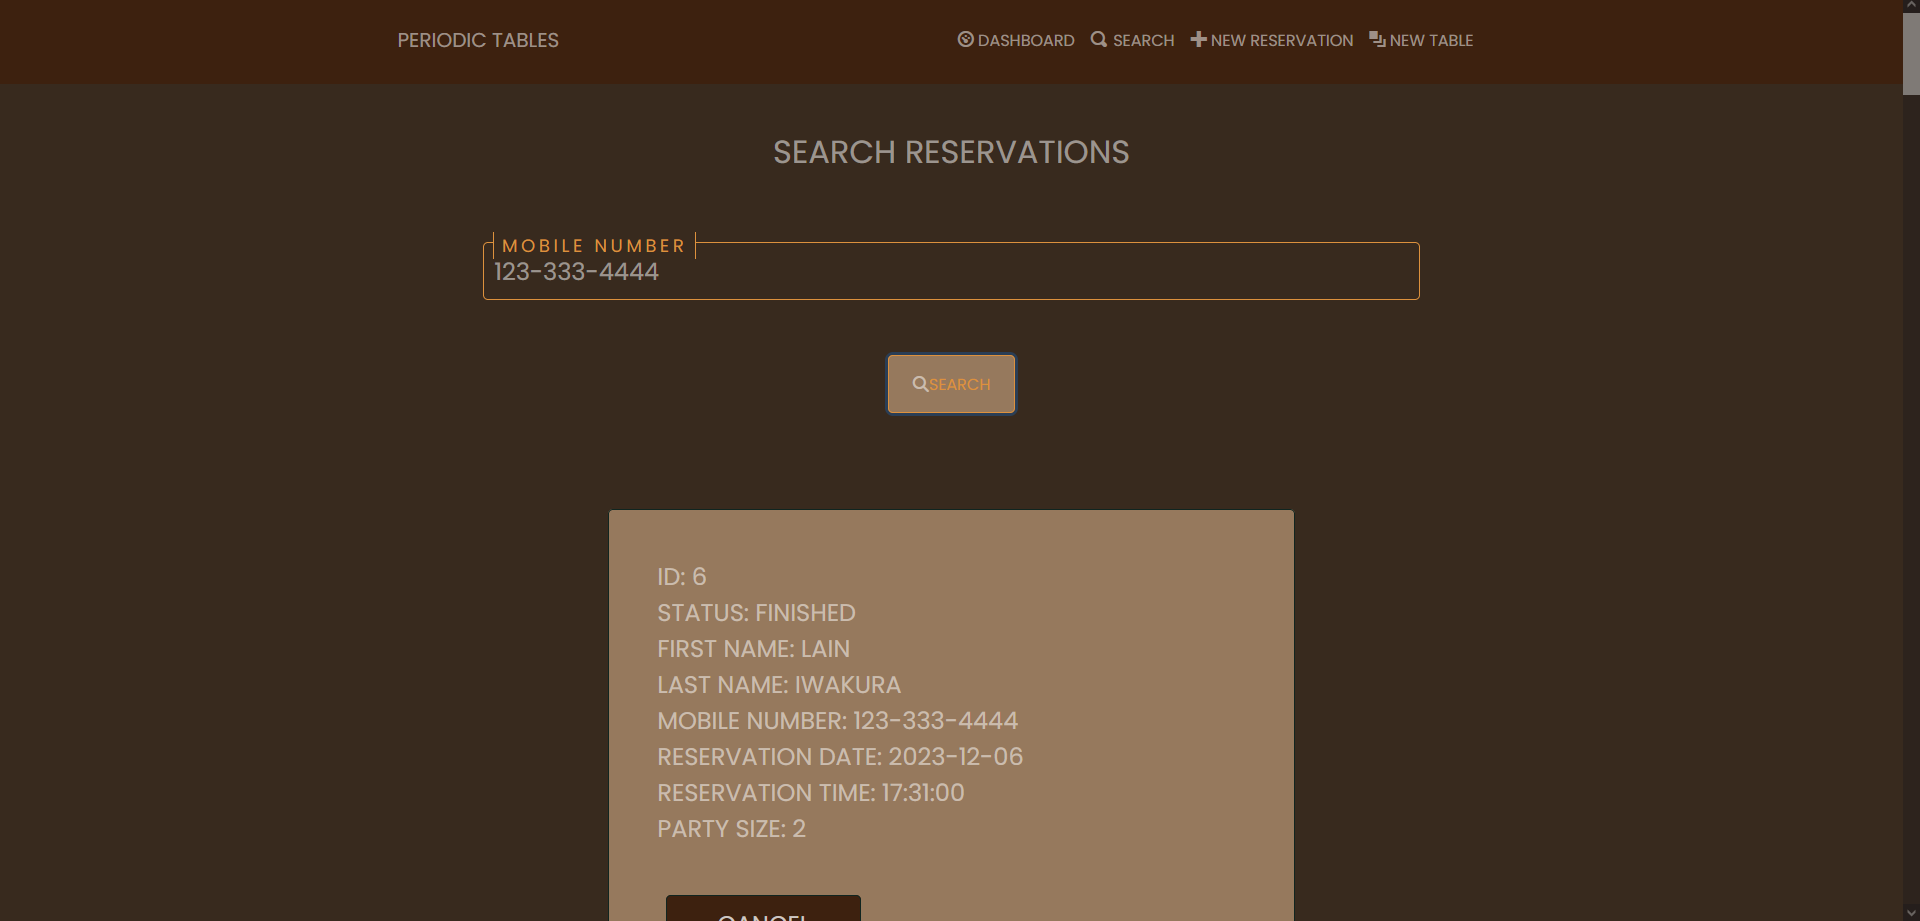 PERIODIC TABLES
DASHBOARD SEARCH NEW RESERVATION NEW TABLE
SEARCH RESERVATIONS
MOBILE NUMBER
123-333-4444
SEARCH
ID: 6
STATUS: FINISHED
FIRST NAME: LAIN
LAST NAME: IWAKURA
MOBILE NUMBER: 123-333-4444
RESERVATION DATE: 2023-12-06
RESERVATION TIME: 17:31:00
PARTY SIZE: 2
CANCEL